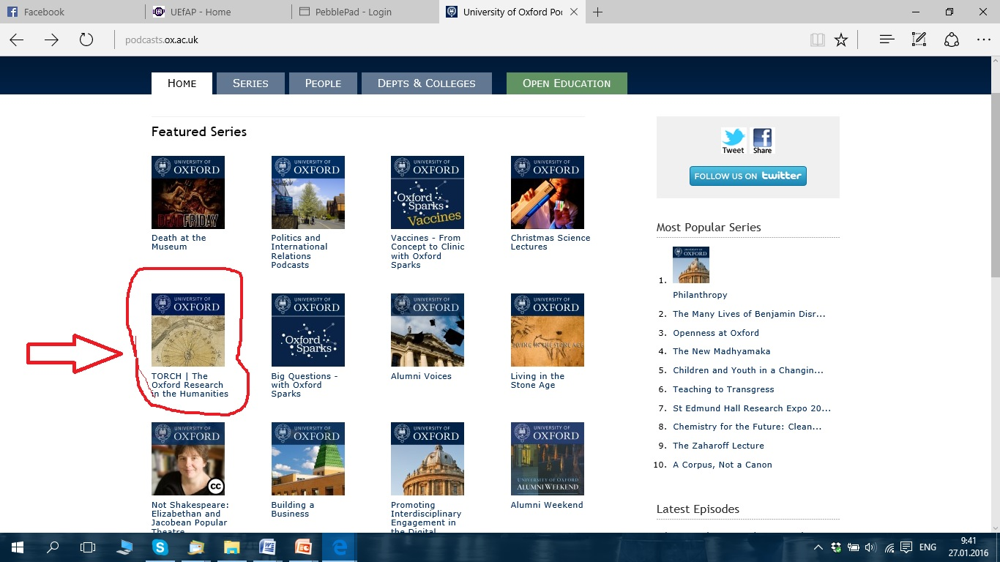 Facebook
UEfAP - Home
PebblePad - Login
University of Oxford Poc
podcasts.ox.ac.uk
HOME
SERIES
PEOPLE
DEPTS & COLLEGES
OPEN EDUCATION
Featured Series
UNIVERSITY OF
OXFORD
DEAD FRIDAY
Death at the
Museum
UNIVERSITY OF
OXFORD
Politics and
International
Relations
Podcasts
UNIVERSITY OF
OXFORD
Oxford
Sparks
Vaccines
Vaccines - From
Concept to Clinic
with Oxford
Sparks
UNIVERSITY OF
OXFORD
Christmas Science
Lectures
UNIVERSITY OF
OXFORD
TORCH | The
Oxford Research
in the Humanities
UNIVERSITY OF
OXFORD
Oxford
Sparks
Big Questions -
with Oxford
Sparks
UNIVERSITY OF
OXFORD
Alumni Voices
UNIVERSITY OF
OXFORD
LIVING IN THE STONE AGE
Living in the
Stone Age
UNIVERSITY OF
OXFORD
cc
Not Shakespeare:
Elizabethan and
Jacobean Popular
Theatre
UNIVERSITY OF
OXFORD
Building a
Business
UNIVERSITY OF
OXFORD
Promoting
Interdisciplinary
Engagement in
the Digital
UNIVERSITY OF
OXFORD
UNIVERSITY OF OXFORD
ALUMNI WEEKEND
Alumni Weekend
Tweet
Share
FOLLOW US ON twitter
Most Popular Series
UNIVERSITY OF
OXFORD
1.
Philanthropy
2. The Many Lives of Benjamin Disr...
3. Openness at Oxford
4. The New Madhyamaka
5. Children and Youth in a Changin...
6. Teaching to Transgress
7. St Edmund Hall Research Expo 20...
8. Chemistry for the Future: Clean...
9. The Zaharoff Lecture
10. A Corpus, Not a Canon
Latest Episodes
ENG
9:41
27.01.2016